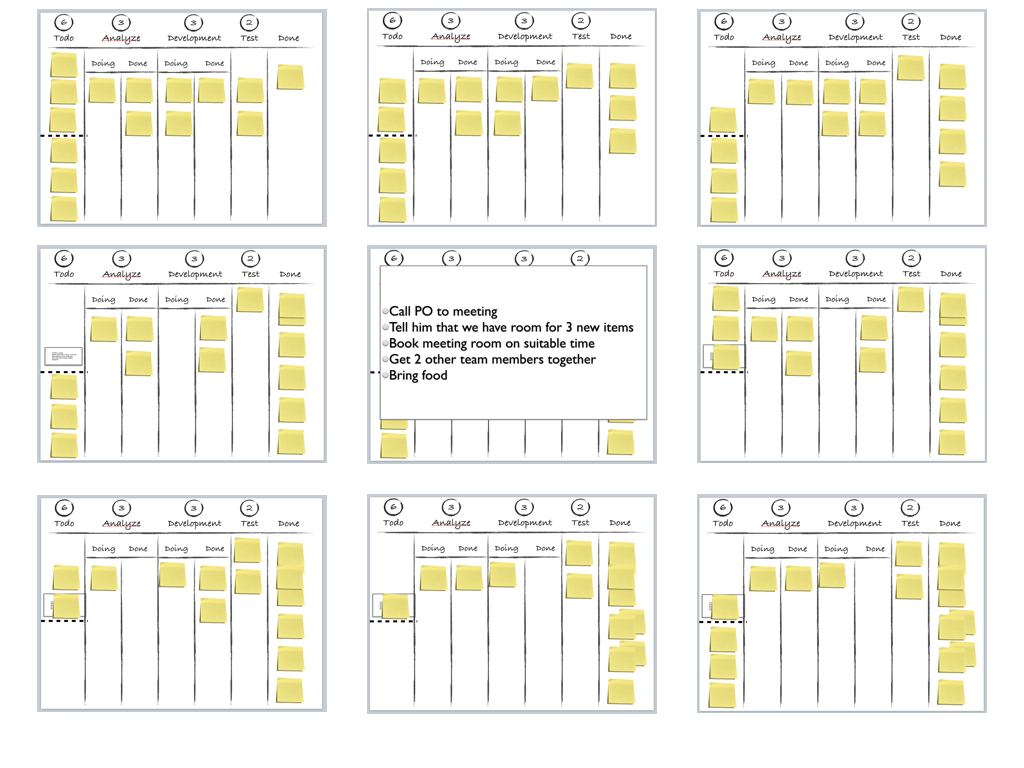 6 3 3 2
Todo Analyze Development Test Done
Doing Done Doing Done
6 3 3 2
Todo Analyze Development Test Done
Doing Done Doing Done
6 3 3 2
Todo Analyze Development Test Done
Doing Done Doing Done
6 3 3 2
Todo Analyze Development Test Done
Doing Done Doing Done
6 3 3 2
Call PO to meeting
Tell him that we have room for 3 new items
Book meeting room on suitable time
Get 2 other team members together
Bring food
6 3 3 2
Todo Analyze Development Test Done
Doing Done Doing Done
6 3 3 2
Todo Analyze Development Test Done
Doing Done Doing Done
6 3 3 2
Todo Analyze Development Test Done
Doing Done Doing Done
6 3 3 2
Todo Analyze Development Test Done
Doing Done Doing Done